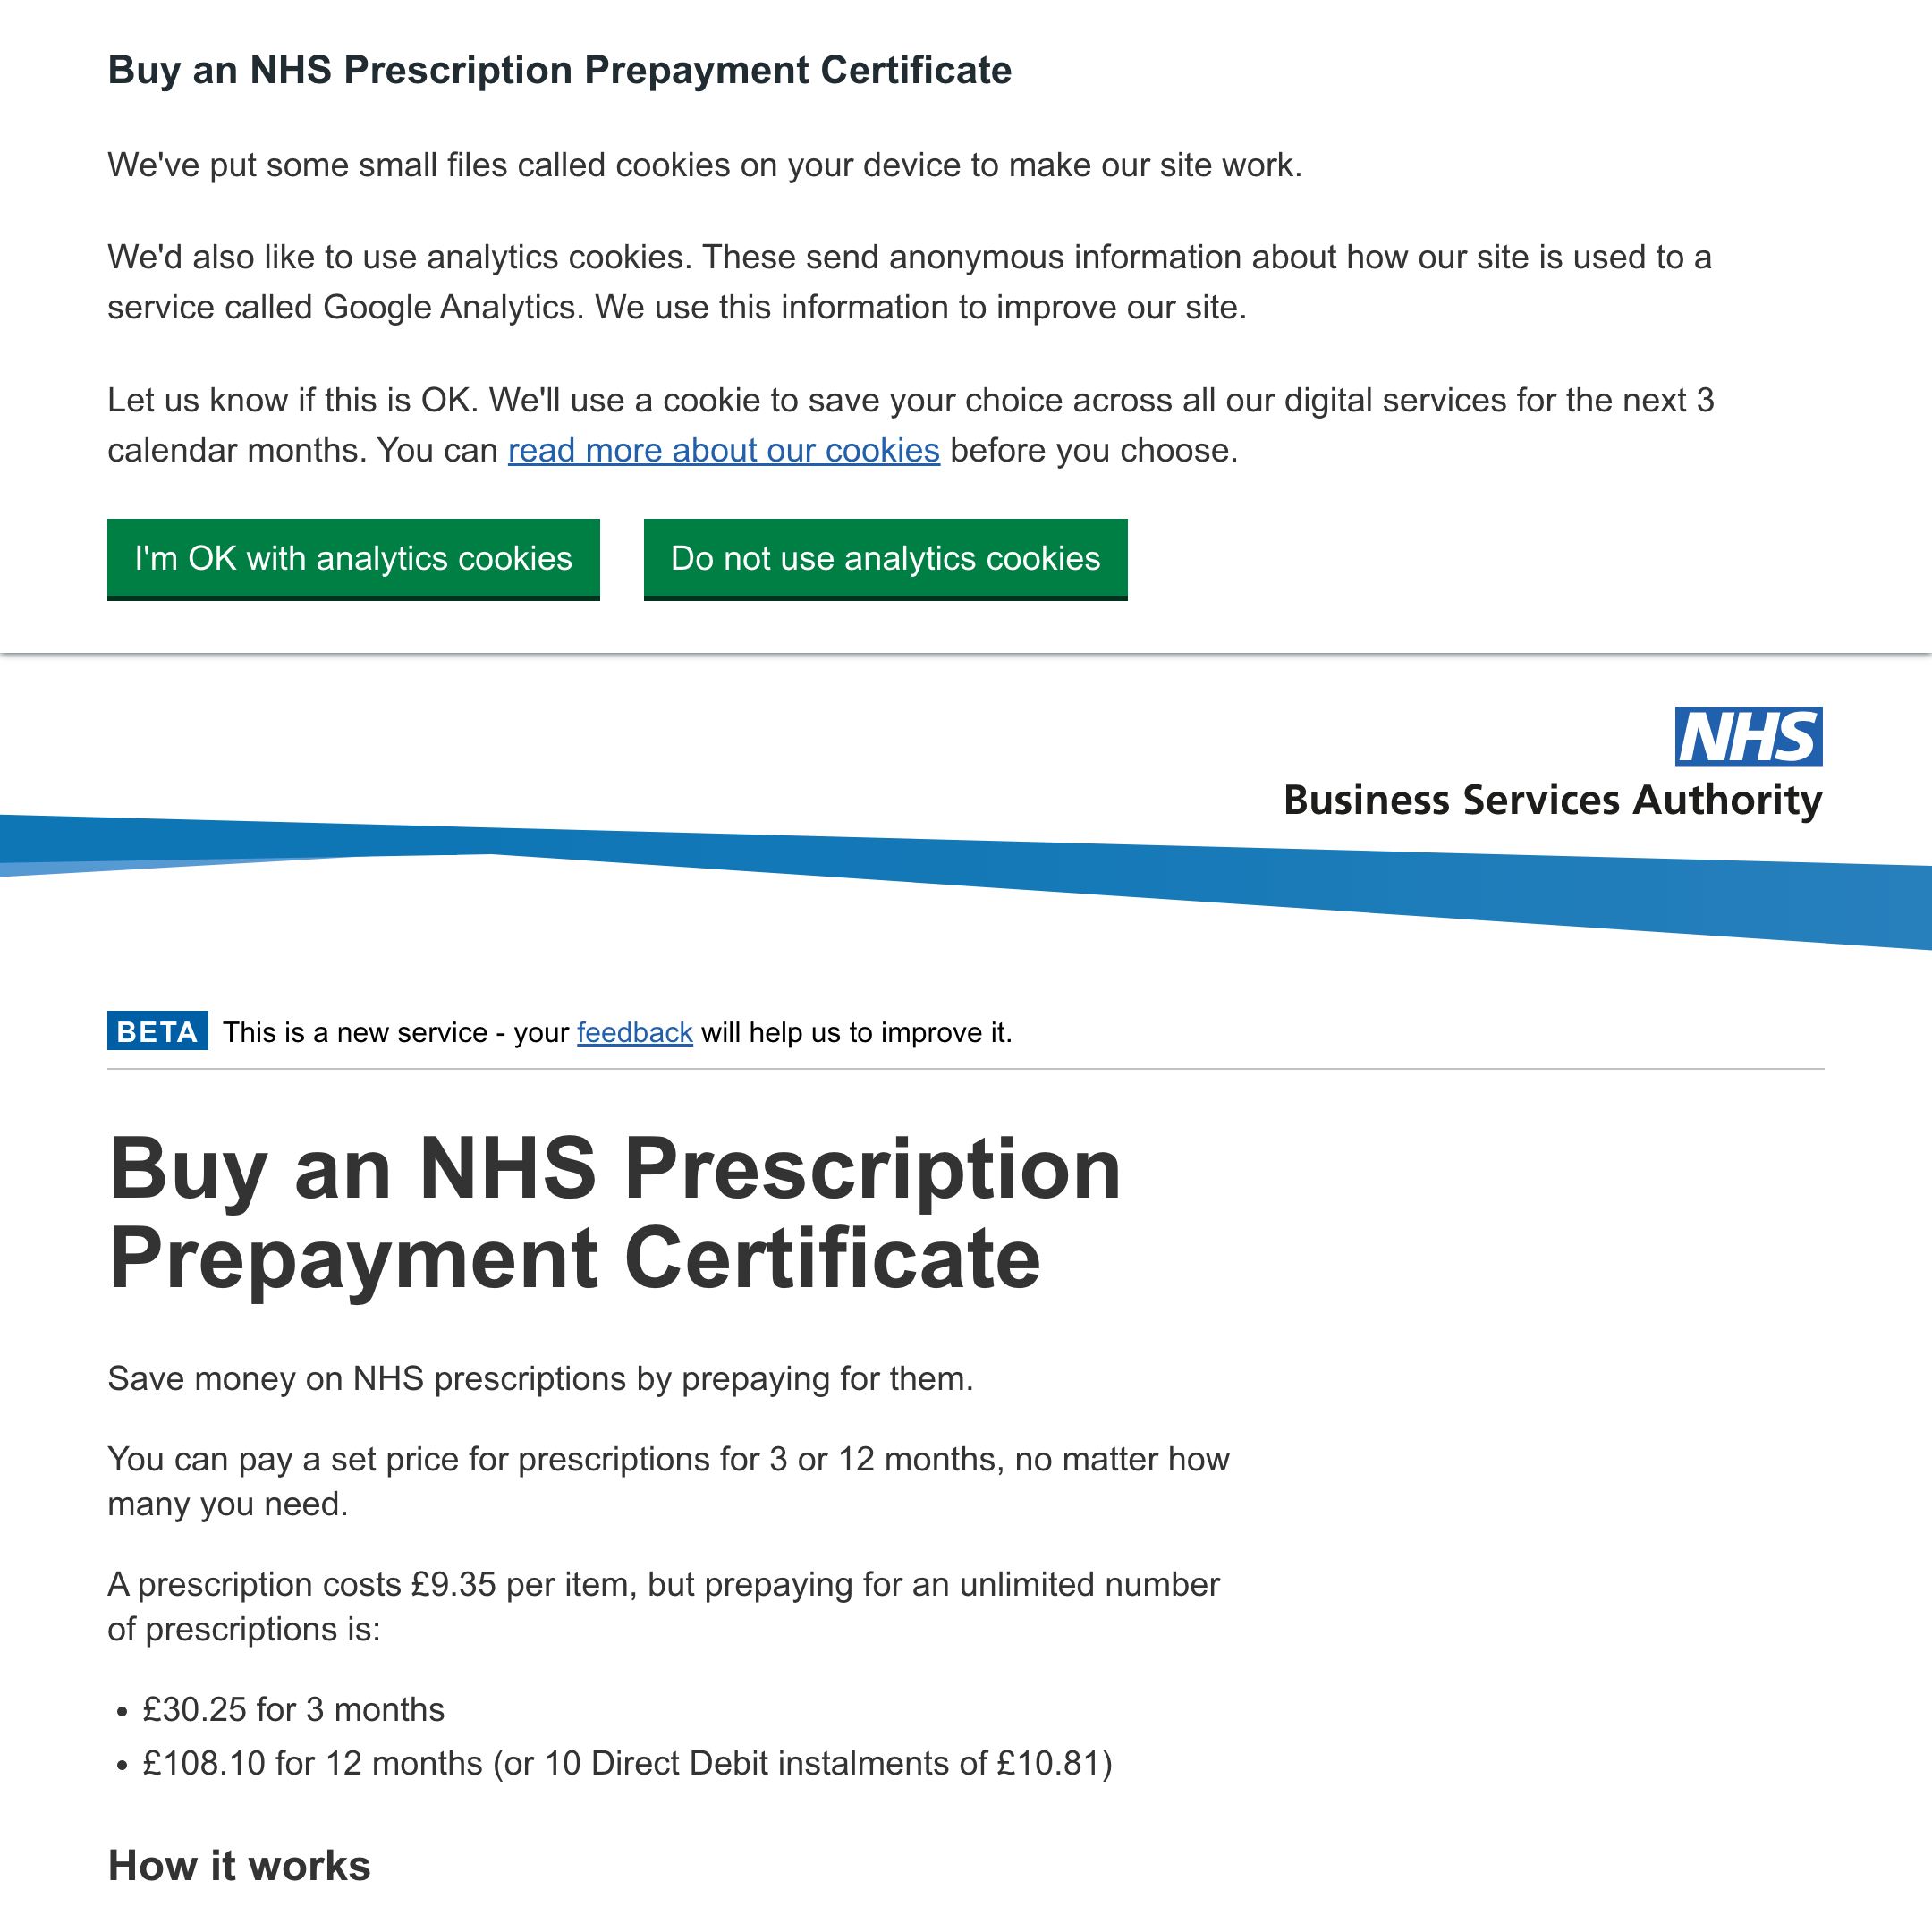 Buy an NHS Prescription Prepayment Certificate
We've put some small files called cookies on your device to make our site work.
We'd also like to use analytics cookies. These send anonymous information about how our site is used to a
service called Google Analytics. We use this information to improve our site.
Let us know if this is OK. We'll use a cookie to save your choice across all our digital services for the next 3
calendar months. You can read more about our cookies before you choose.
I'm OK with analytics cookies
Do not use analytics cookies
NHS
Business Services Authority
BETA This is a new service - your feedback will help us to improve it.
Buy an NHS Prescription
Prepayment Certificate
Save money on NHS prescriptions by prepaying for them.
You can pay a set price for prescriptions for 3 or 12 months, no matter how
many you need.
A prescription costs £9.35 per item, but prepaying for an unlimited number
of prescriptions is:
• £30.25 for 3 months
• £108.10 for 12 months (or 10 Direct Debit instalments of £10.81)
How it works